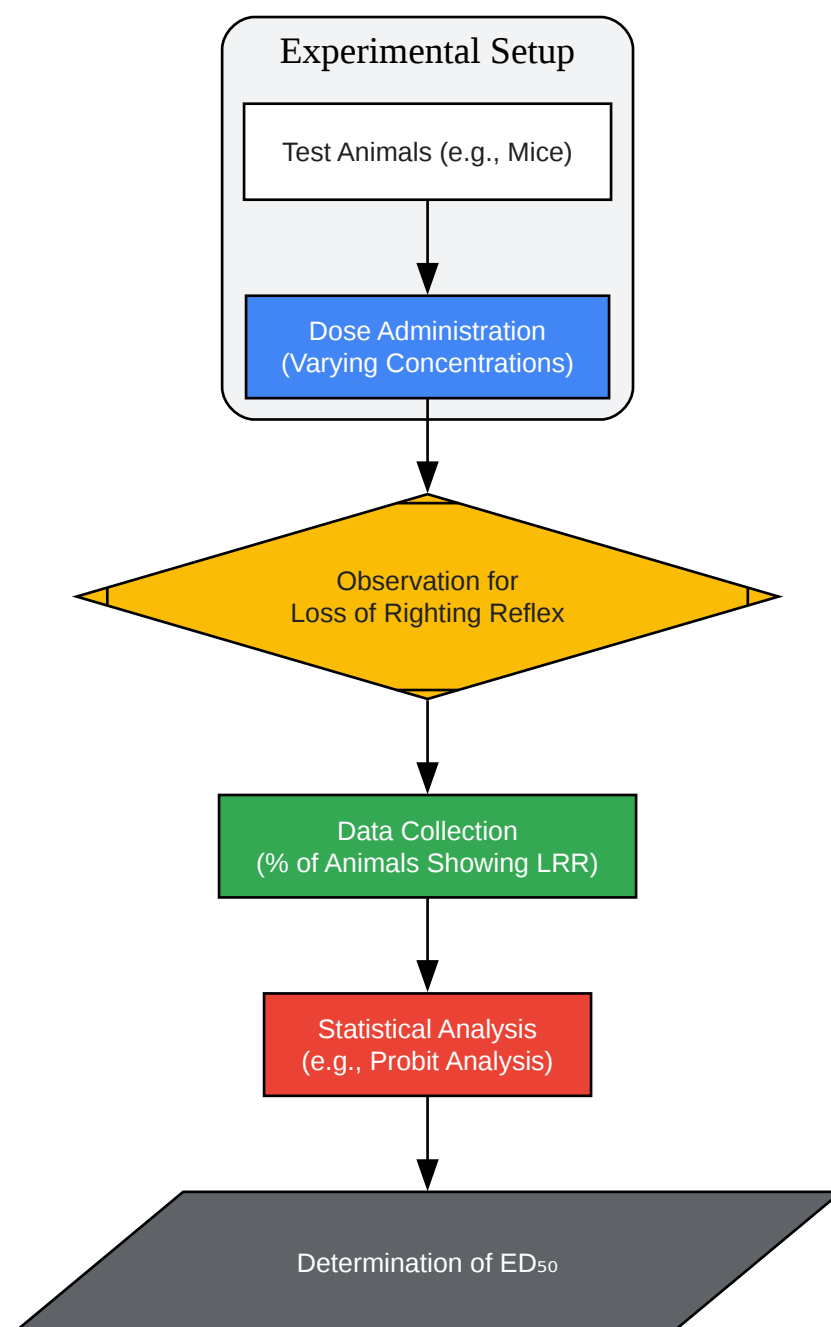 Experimental Setup
Test Animals (e.g., Mice)
Dose Administration
(Varying Concentrations)
Observation for
Loss of Righting Reflex
Data Collection
(% of Animals Showing LRR)
Statistical Analysis
(e.g., Probit Analysis)
Determination of ED₅₀